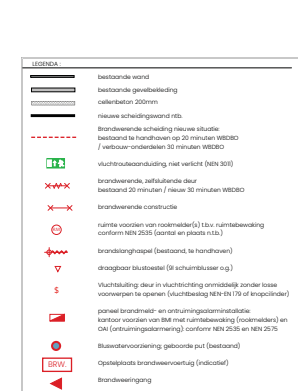 LEGENDA :
bestaande wand
bestaande gevelbekleding
cellenbeton 200mm
nieuwe scheidingswand ntb.
Brandwerende scheiding nieuwe situatie:
bestaand te handhaven op 20 minuten WBDBO
/ verbouw-onderdelen 30 minuten WBDBO
vluchtrouteaanduiding, niet verlicht (NEN 3011)
brandwerende, zelfsluitende deur
bestaand 20 minuten / nieuw 30 minuten WBDBO
brandwerende constructie
ruimte voorzien van rookmelder(s) t.b.v. ruimtebewaking
conform NEN 2535 (aantal en plaats n.t.b.)
brandslanghaspel (bestaand, te handhaven)
draagbaar blustoestel (9l schuimblusser o.g.)
S
Vluchtsluiting: deur in vluchtrichting onmiddelijk zonder losse
voorwerpen te openen (vluchtbeslag NEN-EN 179 of knopcilinder)
paneel brandmeld- en ontruimingsalarminstallatie:
kantoor voorzien van BMI met ruimtebewaking (rookmelders) en
OAI (ontruimingsalarmering): conform NEN 2535 en NEN 2575
Bluswatervoorziening; geboorde put (bestaand)
BRW.
Opstelplaats brandweervoertuig (indicatief)
Brandweeringang